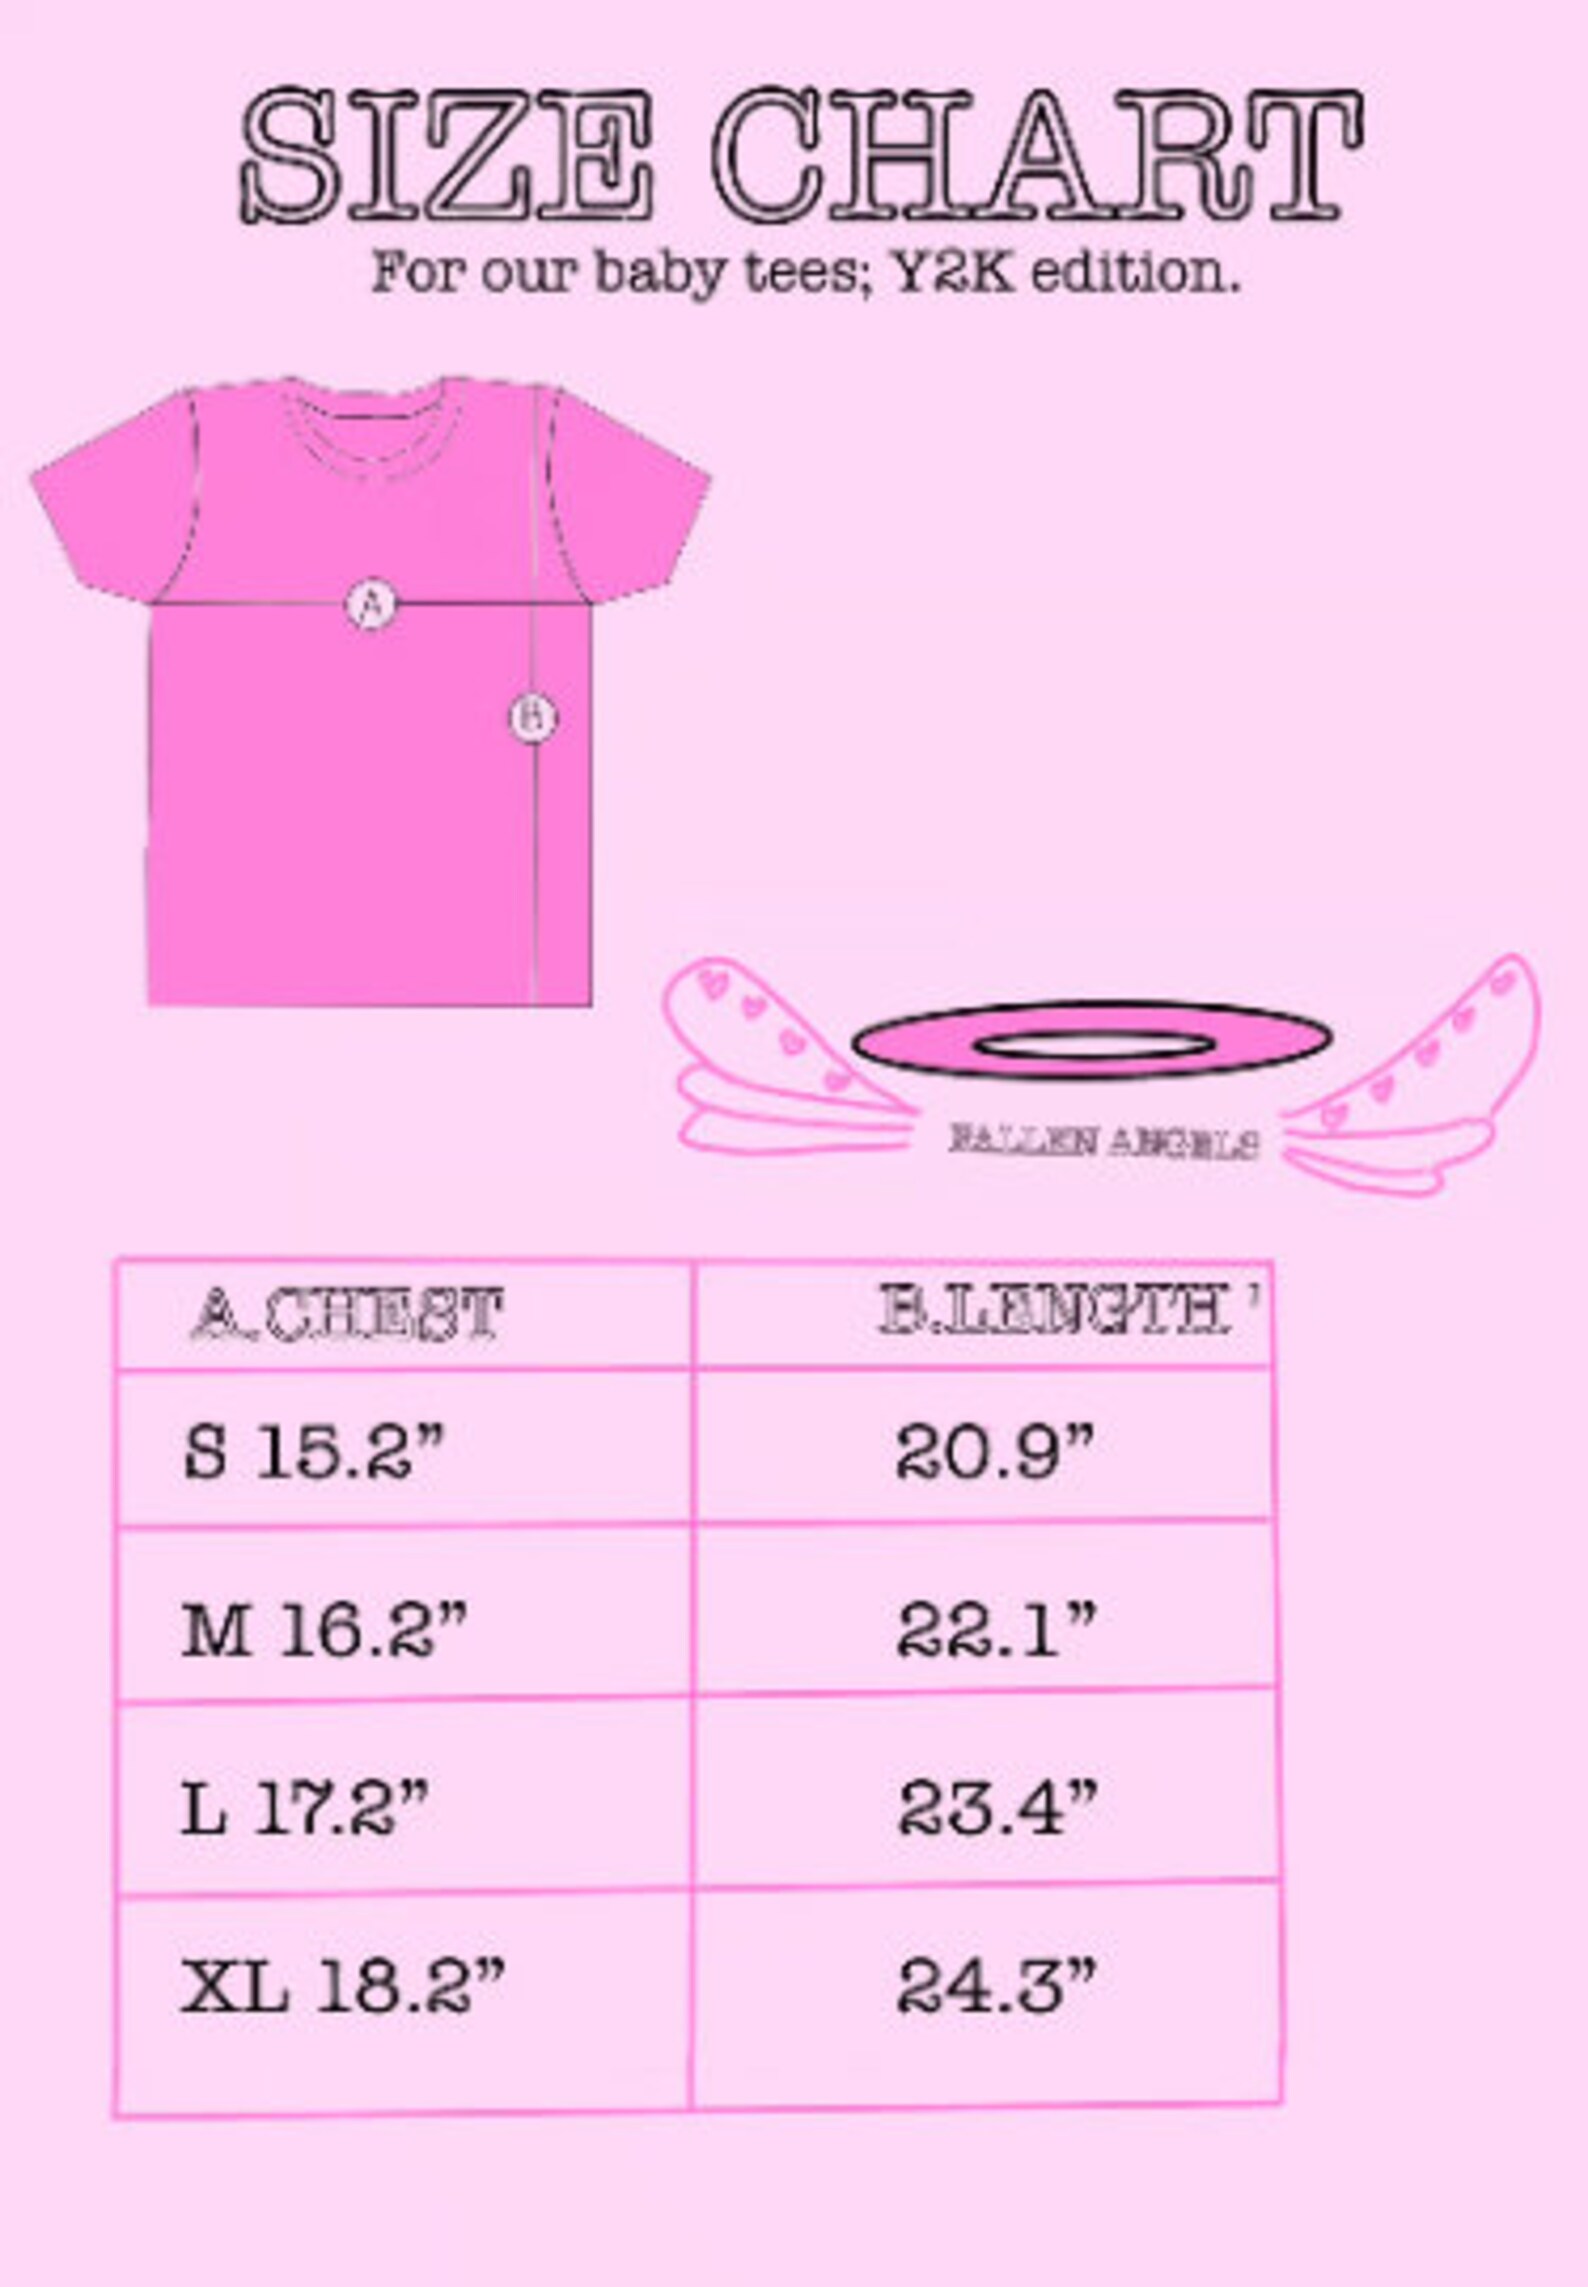 SIZE CHART
For our baby tees; Y2K edition.
A
B
FALLEN ANGELS
A.CHEST B.LENGTH
S 15.2” 20.9”
M 16.2” 22.1”
L 17.2” 23.4”
XL 18.2” 24.3”